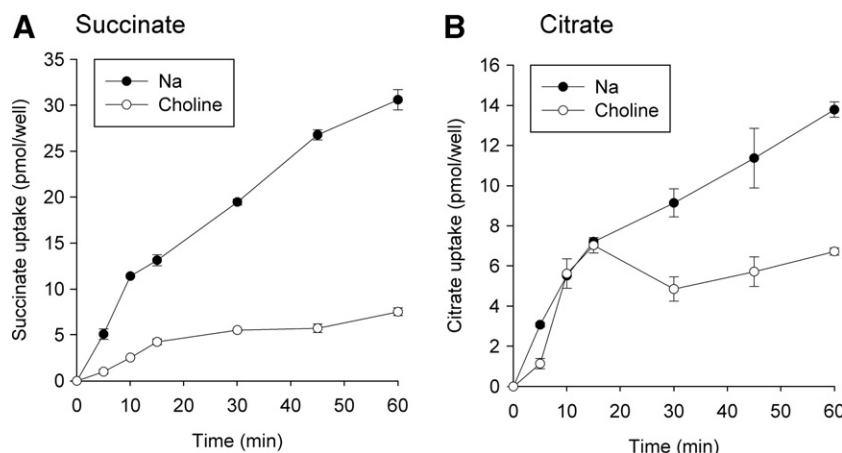 A Succinate
Succinate uptake (pmol/well)
35
30
25
20
15
10
5
0
Na
Choline
0 10 20 30 40 50 60
Time (min)
B Citrate
Citrate uptake (pmol/well)
16
14
12
10
8
6
4
2
0
Na
Choline
0 10 20 30 40 50 60
Time (min)